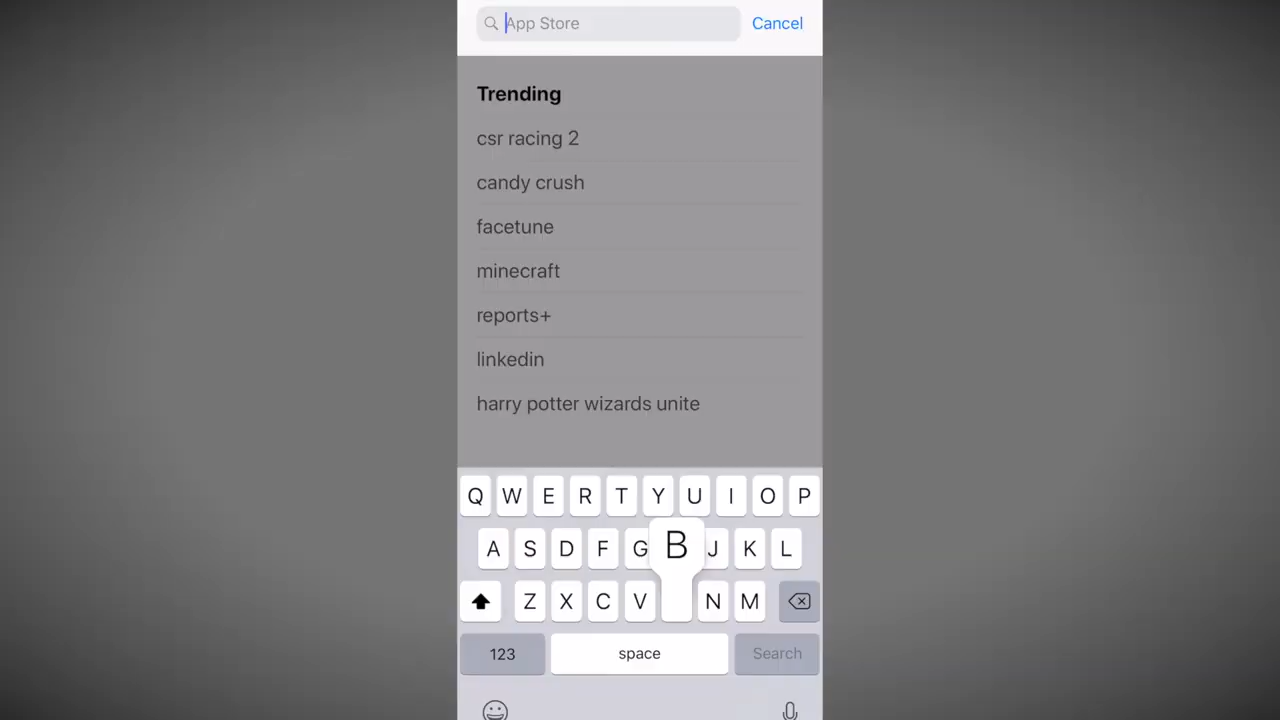 App Store Cancel
Trending
csr racing 2
candy crush
facetune
minecraft
reports+
linkedin
harry potter wizards unite
Q W E R T Y U I O P
A S D F G B J K L
Z X C V N M
123 space Search